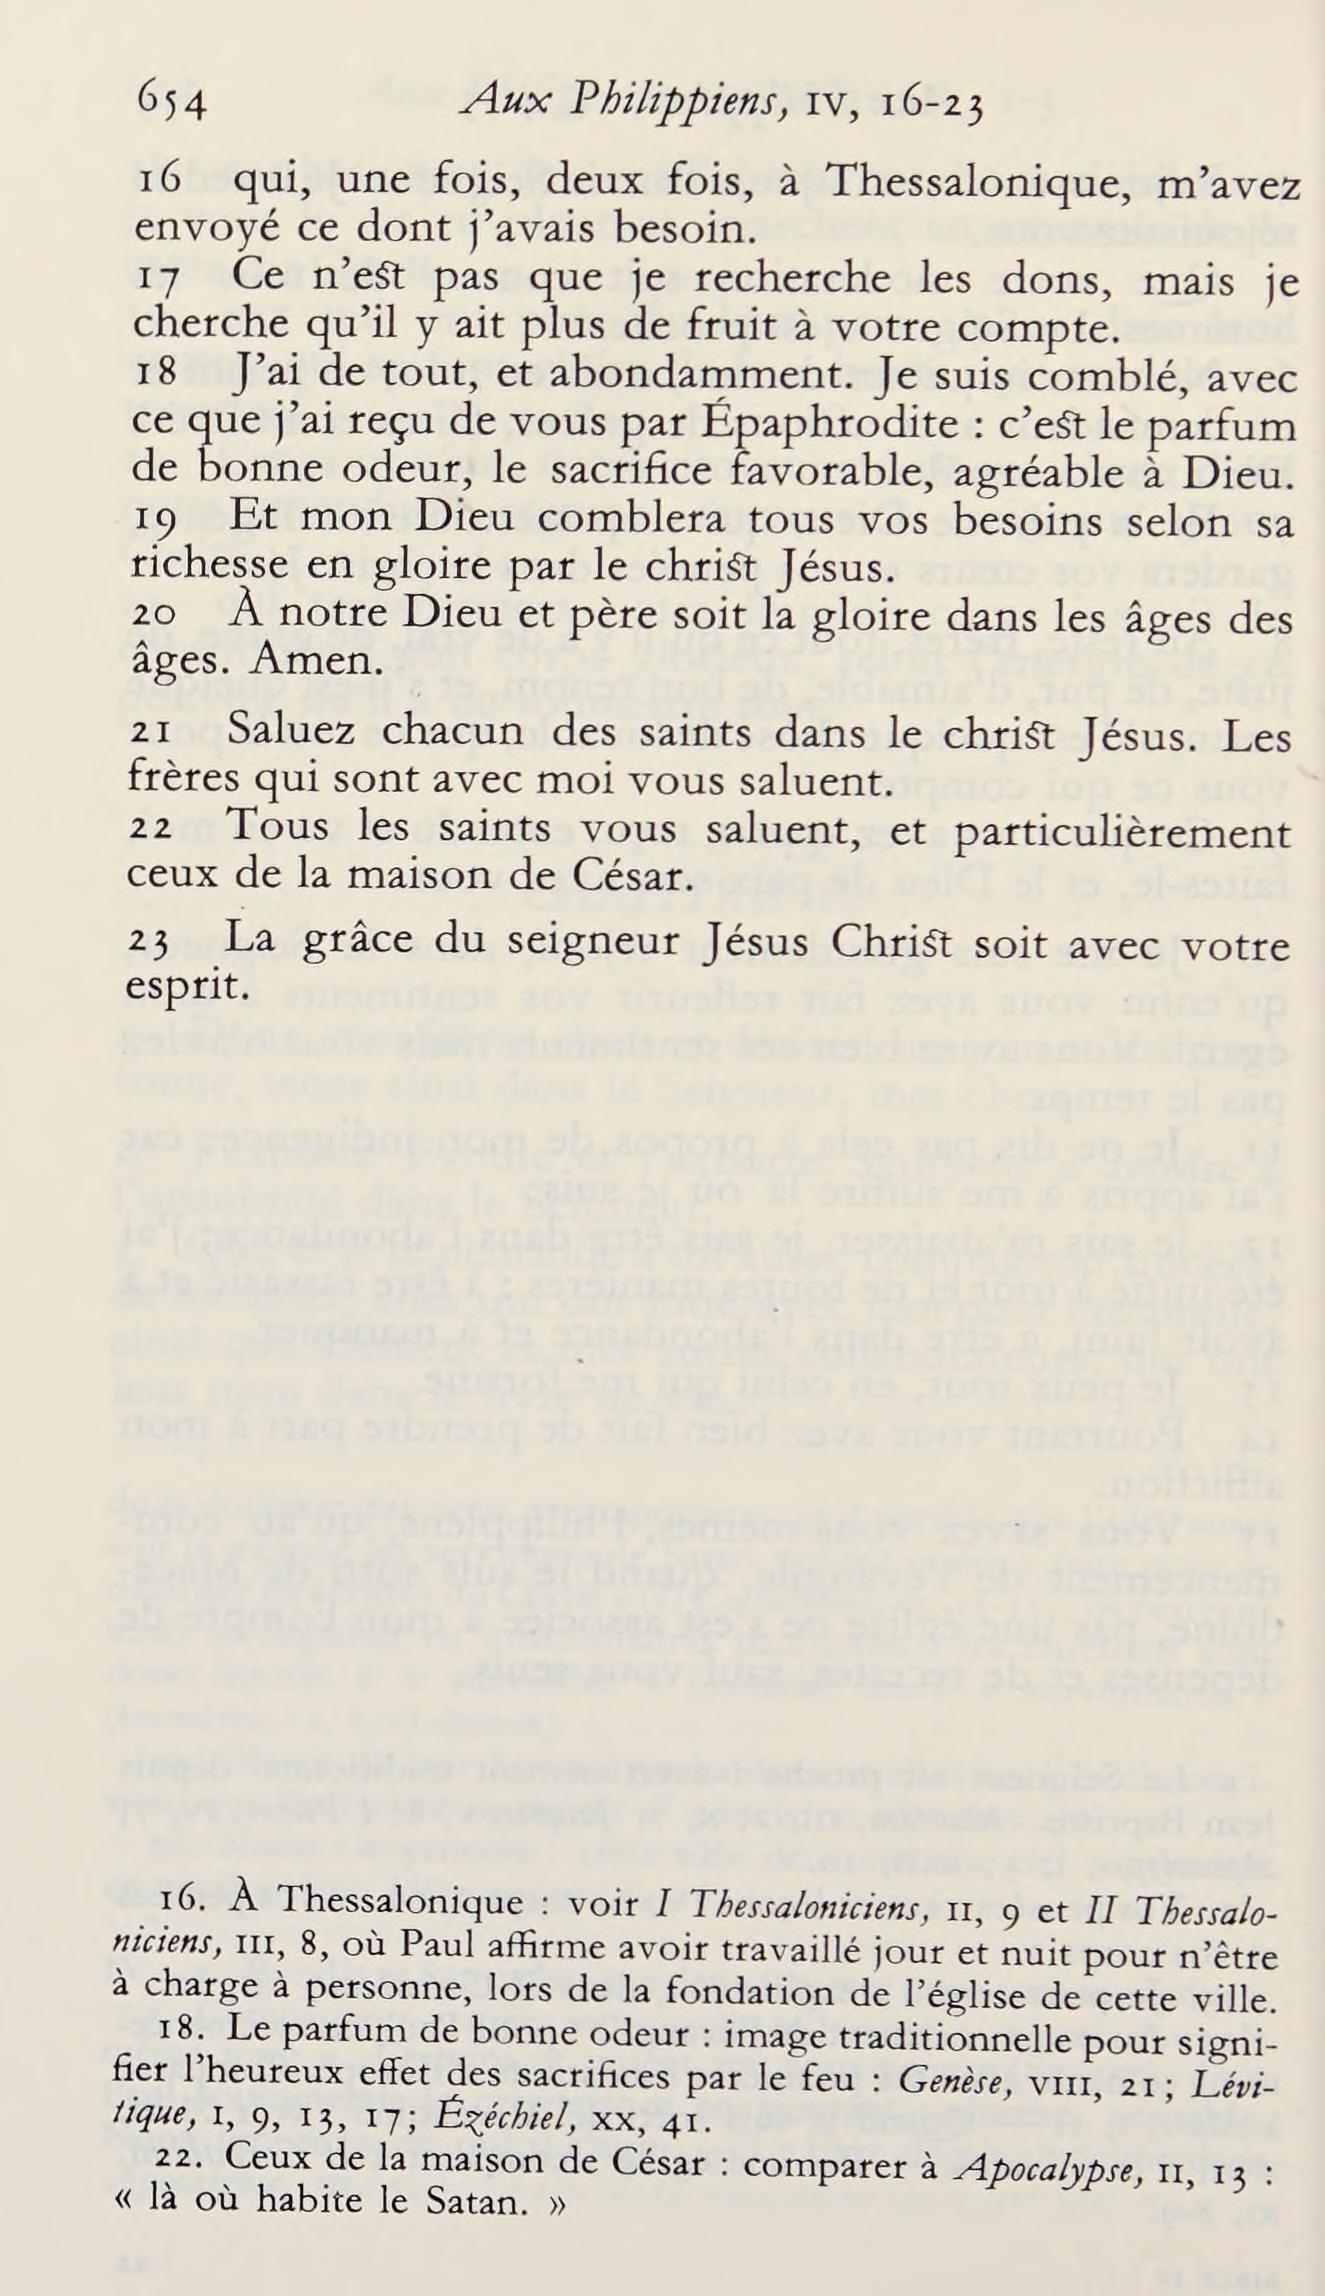 654 Aux Philippiens, IV, 16-23
16 qui, une fois, deux fois, à Thessalonique, m’avez
envoyé ce dont j’avais besoin.
17 Ce n’est pas que je recherche les dons, mais je
cherche qu’il y ait plus de fruit à votre compte.
18 J’ai de tout, et abondamment. Je suis comblé, avec
ce que j’ai reçu de vous par Épaphrodite : c’est le parfum
de bonne odeur, le sacrifice favorable, agréable à Dieu.
19 Et mon Dieu comblera tous vos besoins selon sa
richesse en gloire par le christ Jésus.
20 À notre Dieu et père soit la gloire dans les âges des
âges. Amen.
21 Saluez chacun des saints dans le christ Jésus. Les
frères qui sont avec moi vous saluent.
22 Tous les saints vous saluent, et particulièrement
ceux de la maison de César.
23 La grâce du seigneur Jésus Christ soit avec votre
esprit.
16. À Thessalonique : voir I Thessaloniciens, II, 9 et II Thessalo-
niciens, III, 8, où Paul affirme avoir travaillé jour et nuit pour n’être
à charge à personne, lors de la fondation de l’église de cette ville.
18. Le parfum de bonne odeur : image traditionnelle pour signi-
fier l’heureux effet des sacrifices par le feu : Genèse, VIII, 21; Lévi-
tique, I, 9, 13, 17; Ézéchiel, XX, 41.
22. Ceux de la maison de César : comparer à Apocalypse, II, 13 :
« là où habite le Satan. »